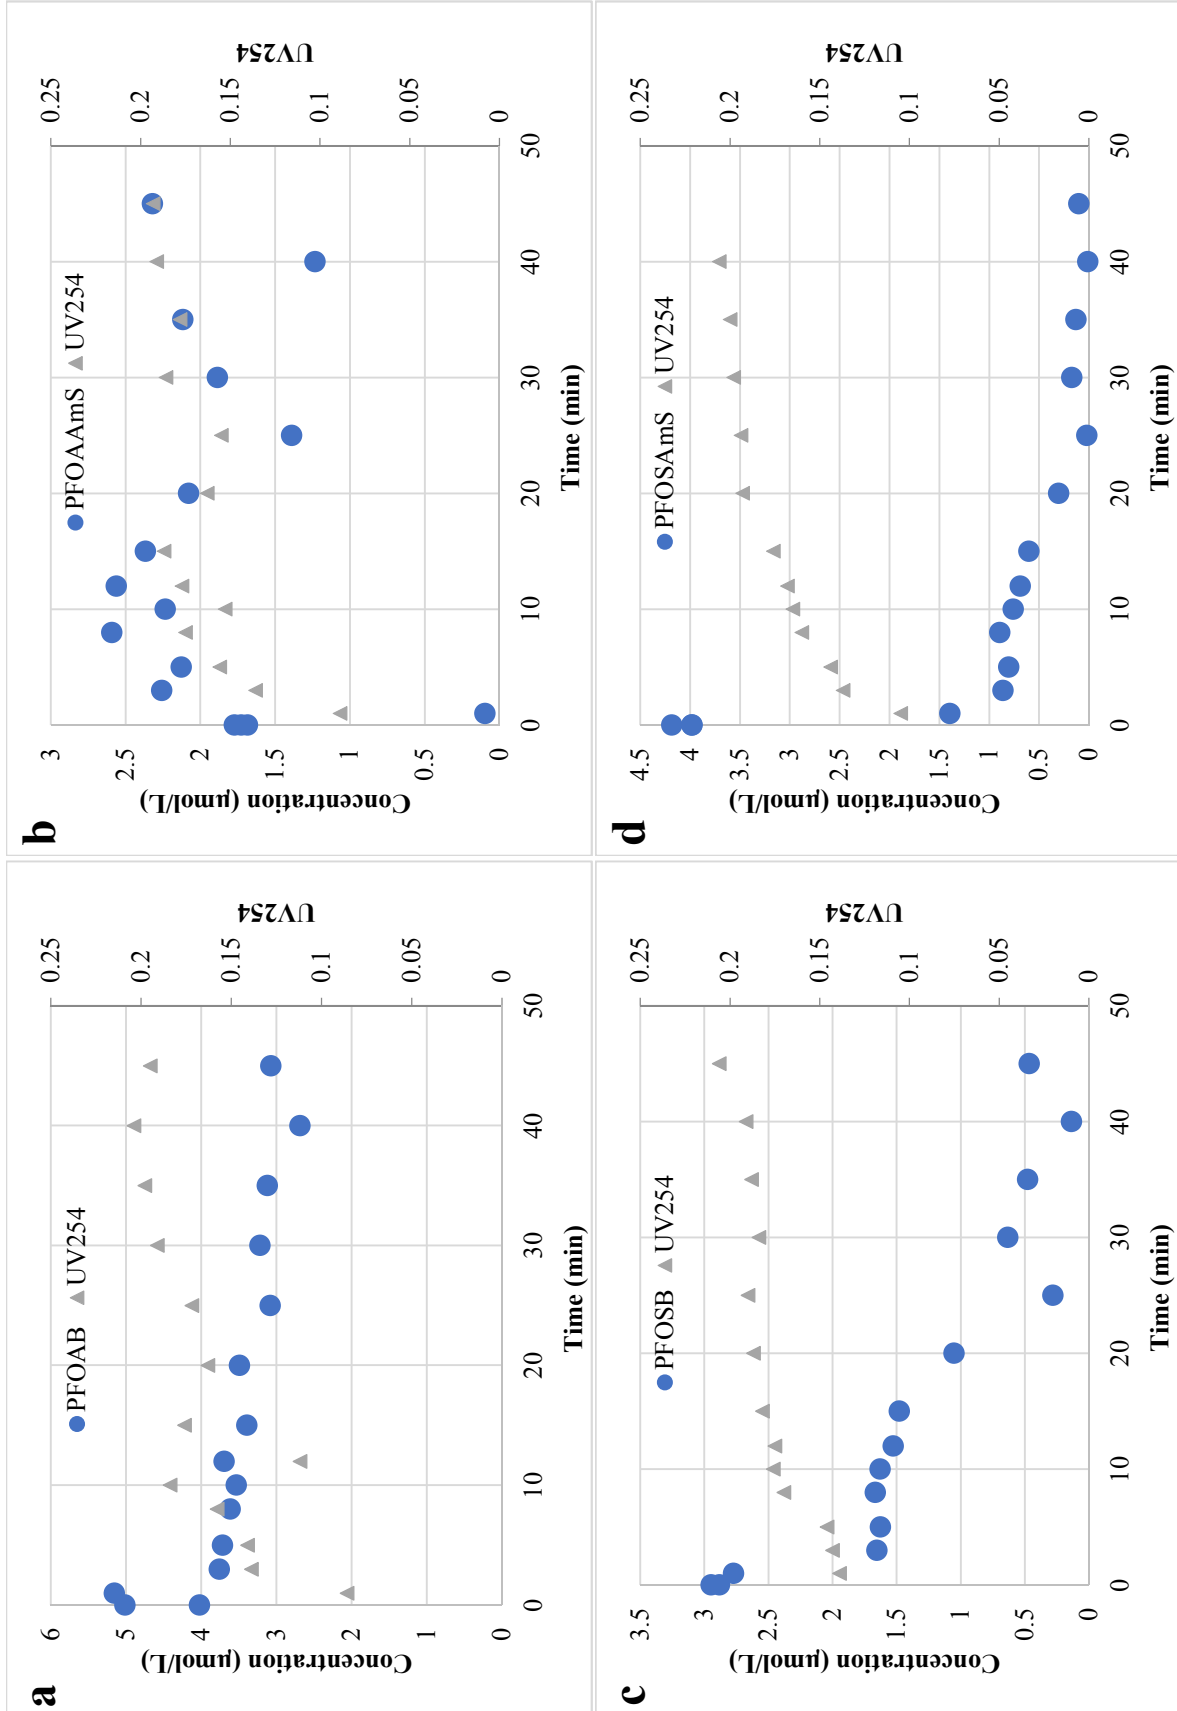 a
PFOAB UV254
6
5
4
3
2
1
0
Concentration (µmol/L)
0.25
0.2
0.15
0.1
0.05
0
UV254
0 10 20 30 40 50
Time (min)
b
PFOAAmS UV254
3
2.5
2
1.5
1
0.5
0
Concentration (µmol/L)
0.25
0.2
0.15
0.1
0.05
0
UV254
0 10 20 30 40 50
Time (min)
c
PFOSB UV254
3.5
3
2.5
2
1.5
1
0.5
0
Concentration (µmol/L)
0.25
0.2
0.15
0.1
0.05
0
UV254
0 10 20 30 40 50
Time (min)
d
PFOSAmS UV254
4.5
4
3.5
3
2.5
2
1.5
1
0.5
0
Concentration (µmol/L)
0.25
0.2
0.15
0.1
0.05
0
UV254
0 10 20 30 40 50
Time (min)